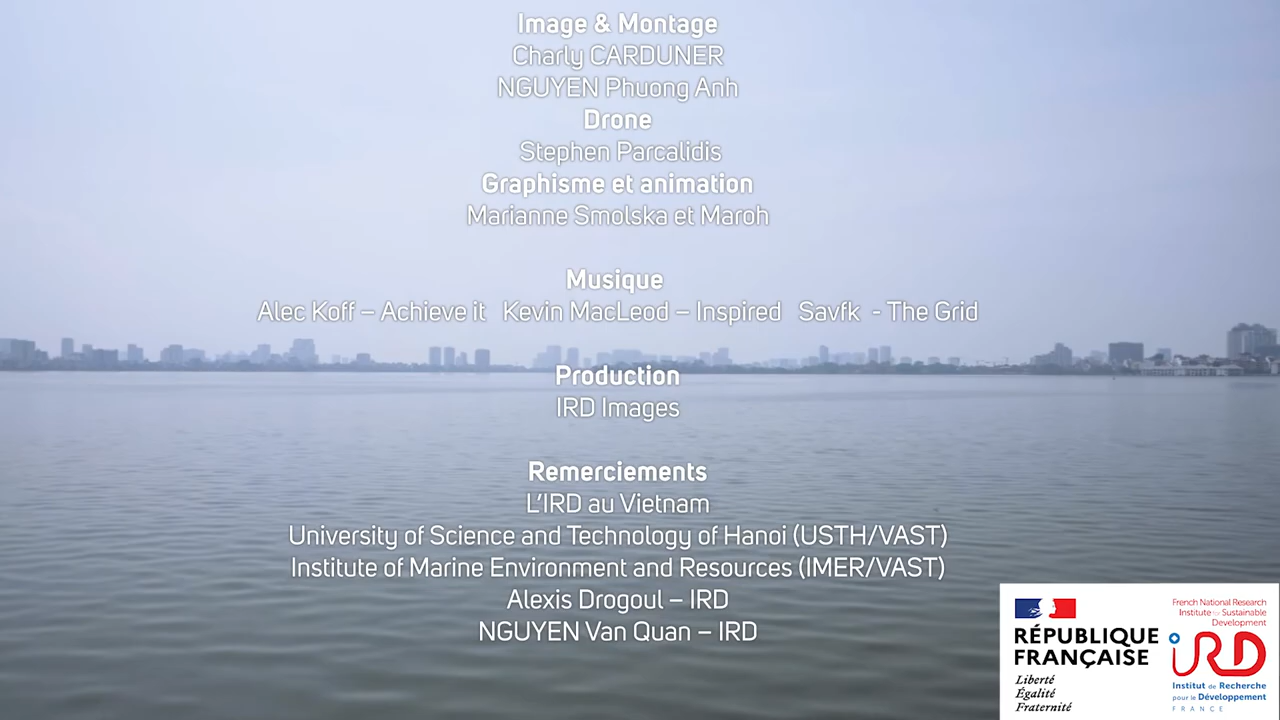 Image & Montage
Charly CARDUNER
NGUYEN Phuong Anh
Drone
Stephen Parcalidis
Graphisme et animation
Marianne Smolska et Maroh
Musique
Alec Koff – Achieve it   Kevin MacLeod – Inspired   Savfk  - The Grid
Production
IRD Images
Remerciements
L’IRD au Vietnam
University of Science and Technology of Hanoi (USTH/VAST)
Institute of Marine Environment and Resources (IMER/VAST)
Alexis Drogoul – IRD
NGUYEN Van Quan – IRD
RÉPUBLIQUE
FRANÇAISE
Liberté
Égalité
Fraternité
French National Research
Institute for Sustainable
Development
iRD
Institut de Recherche
pour le Développement
FRANCE